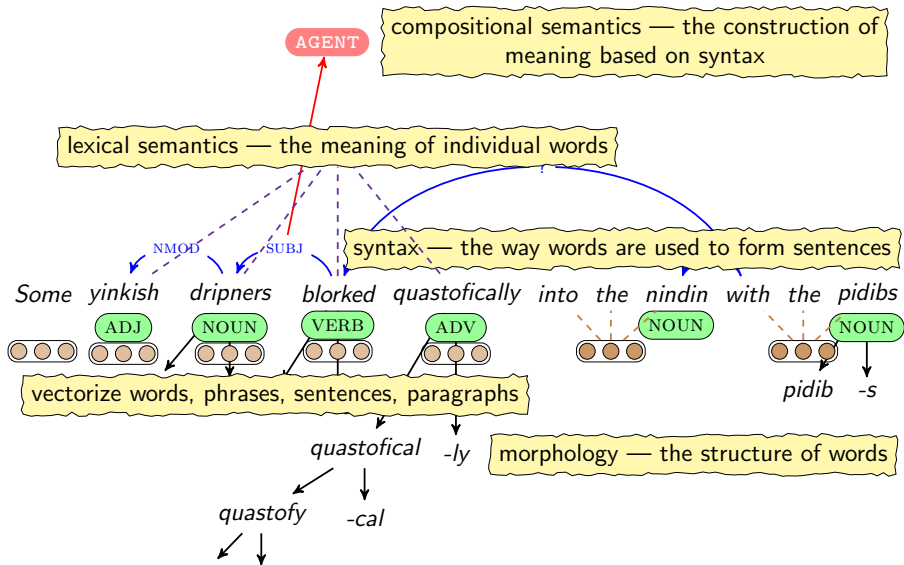 AGENT
compositional semantics — the construction of
meaning based on syntax
lexical semantics — the meaning of individual words
?
NMOD
SUBJ
syntax — the way words are used to form sentences
Some yinkish dripners blorked quastofically into the nindin with the pidibs
ADJ NOUN VERB ADV NOUN NOUN
vectorize words, phrases, sentences, paragraphs
pidib -s
quastofical -ly
morphology — the structure of words
quastofy -cal